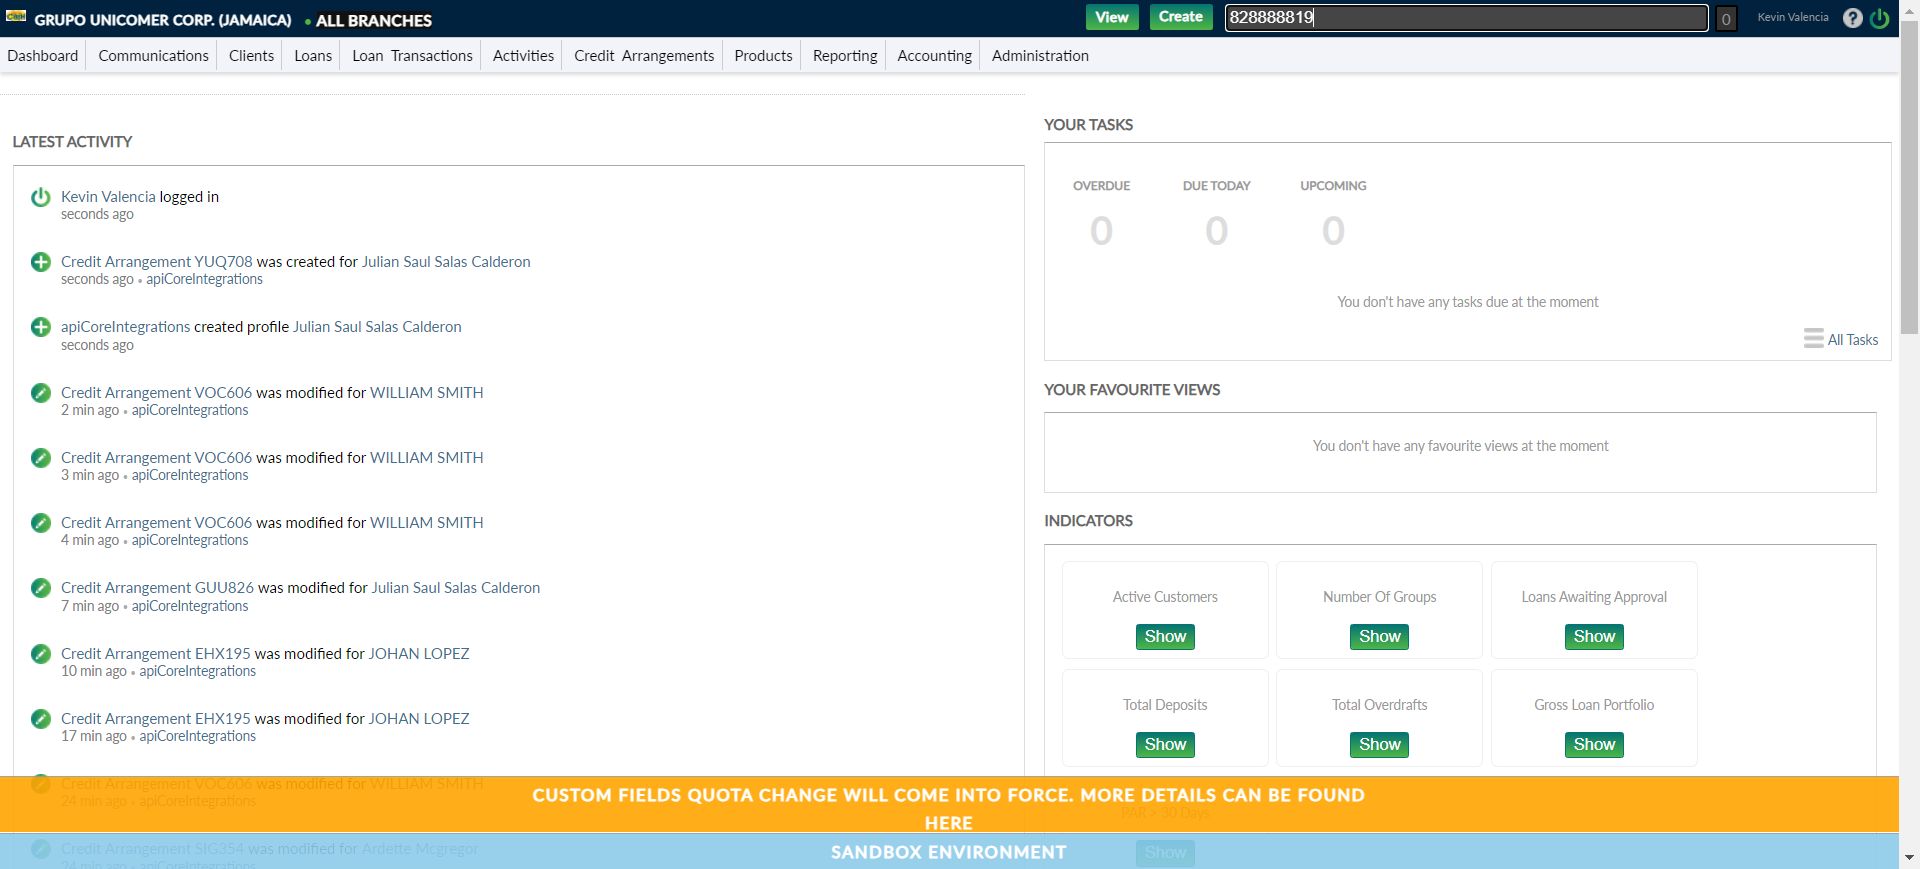 GRUPO UNICOMER CORP. (JAMAICA) • ALL BRANCHES
View Create 828888819 0 Kevin Valencia ?
Dashboard Communications Clients Loans Loan Transactions Activities Credit Arrangements Products Reporting Accounting Administration
LATEST ACTIVITY
Kevin Valencia logged in
seconds ago
Credit Arrangement YUQ708 was created for Julian Saul Salas Calderon
seconds ago • apiCoreIntegrations
apiCoreIntegrations created profile Julian Saul Salas Calderon
seconds ago
Credit Arrangement VOC606 was modified for WILLIAM SMITH
2 min ago • apiCoreIntegrations
Credit Arrangement VOC606 was modified for WILLIAM SMITH
3 min ago • apiCoreIntegrations
Credit Arrangement VOC606 was modified for WILLIAM SMITH
4 min ago • apiCoreIntegrations
Credit Arrangement GUU826 was modified for Julian Saul Salas Calderon
7 min ago • apiCoreIntegrations
Credit Arrangement EHX195 was modified for JOHAN LOPEZ
10 min ago • apiCoreIntegrations
Credit Arrangement EHX195 was modified for JOHAN LOPEZ
17 min ago • apiCoreIntegrations
Credit Arrangement VOC606 was modified for WILLIAM SMITH
24 min ago • apiCoreIntegrations
Credit Arrangement SIG354 was modified for Ardette Mcgregor
24 min ago • apiCoreIntegrations
YOUR TASKS
OVERDUE DUE TODAY UPCOMING
0 0 0
You don't have any tasks due at the moment
All Tasks
YOUR FAVOURITE VIEWS
You don't have any favourite views at the moment
INDICATORS
Active Customers Number Of Groups Loans Awaiting Approval
Show Show Show
Total Deposits Total Overdrafts Gross Loan Portfolio
Show Show Show
PAR > 30 Days
Show
CUSTOM FIELDS QUOTA CHANGE WILL COME INTO FORCE. MORE DETAILS CAN BE FOUND
HERE
SANDBOX ENVIRONMENT